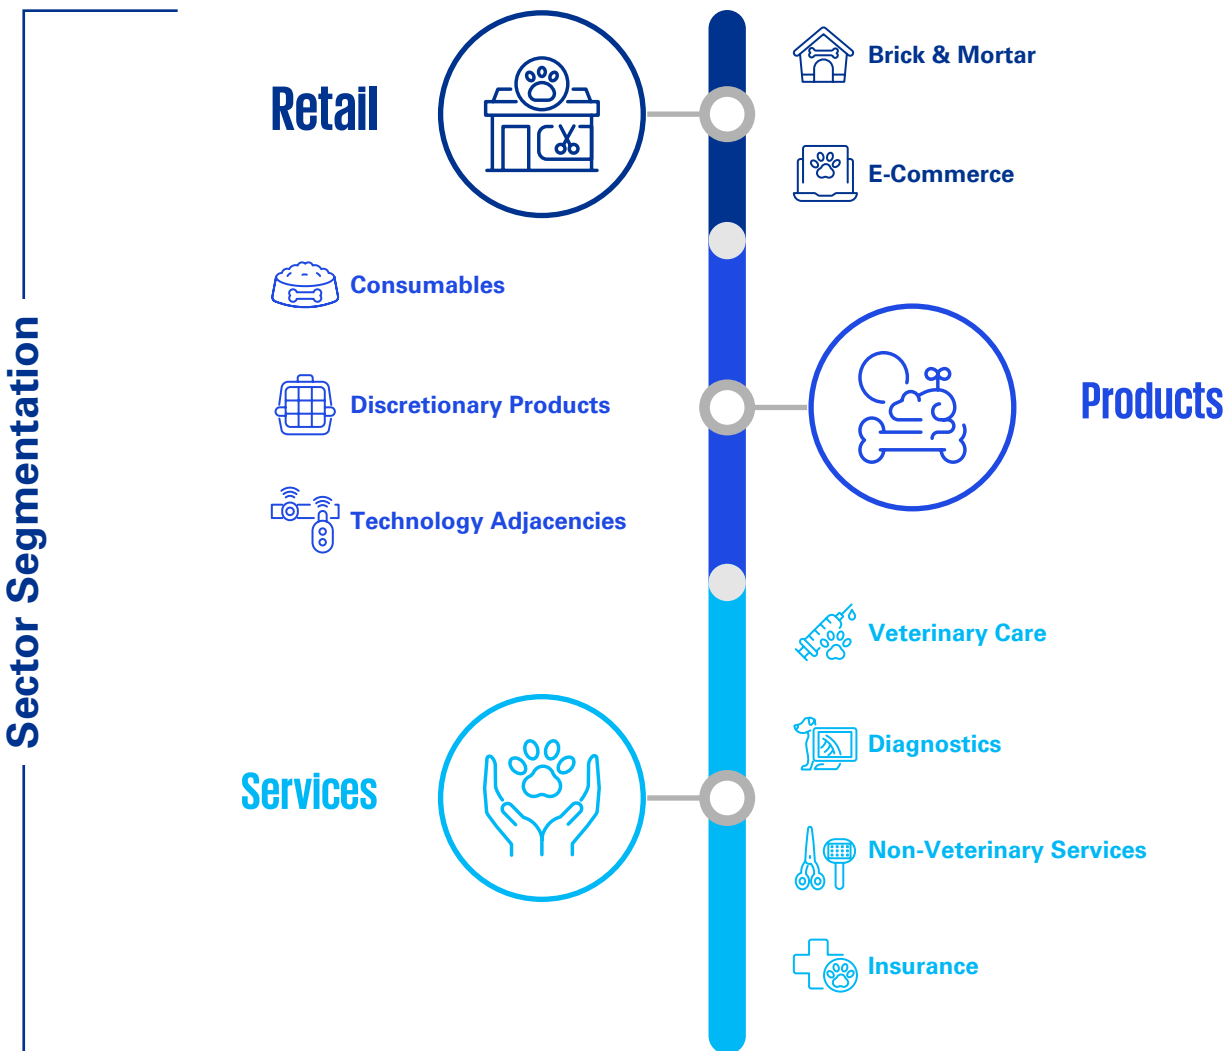 Sector Segmentation
Retail
Brick & Mortar
E-Commerce
Consumables
Discretionary Products
Technology Adjacencies
Products
Veterinary Care
Diagnostics
Services
Non-Veterinary Services
Insurance